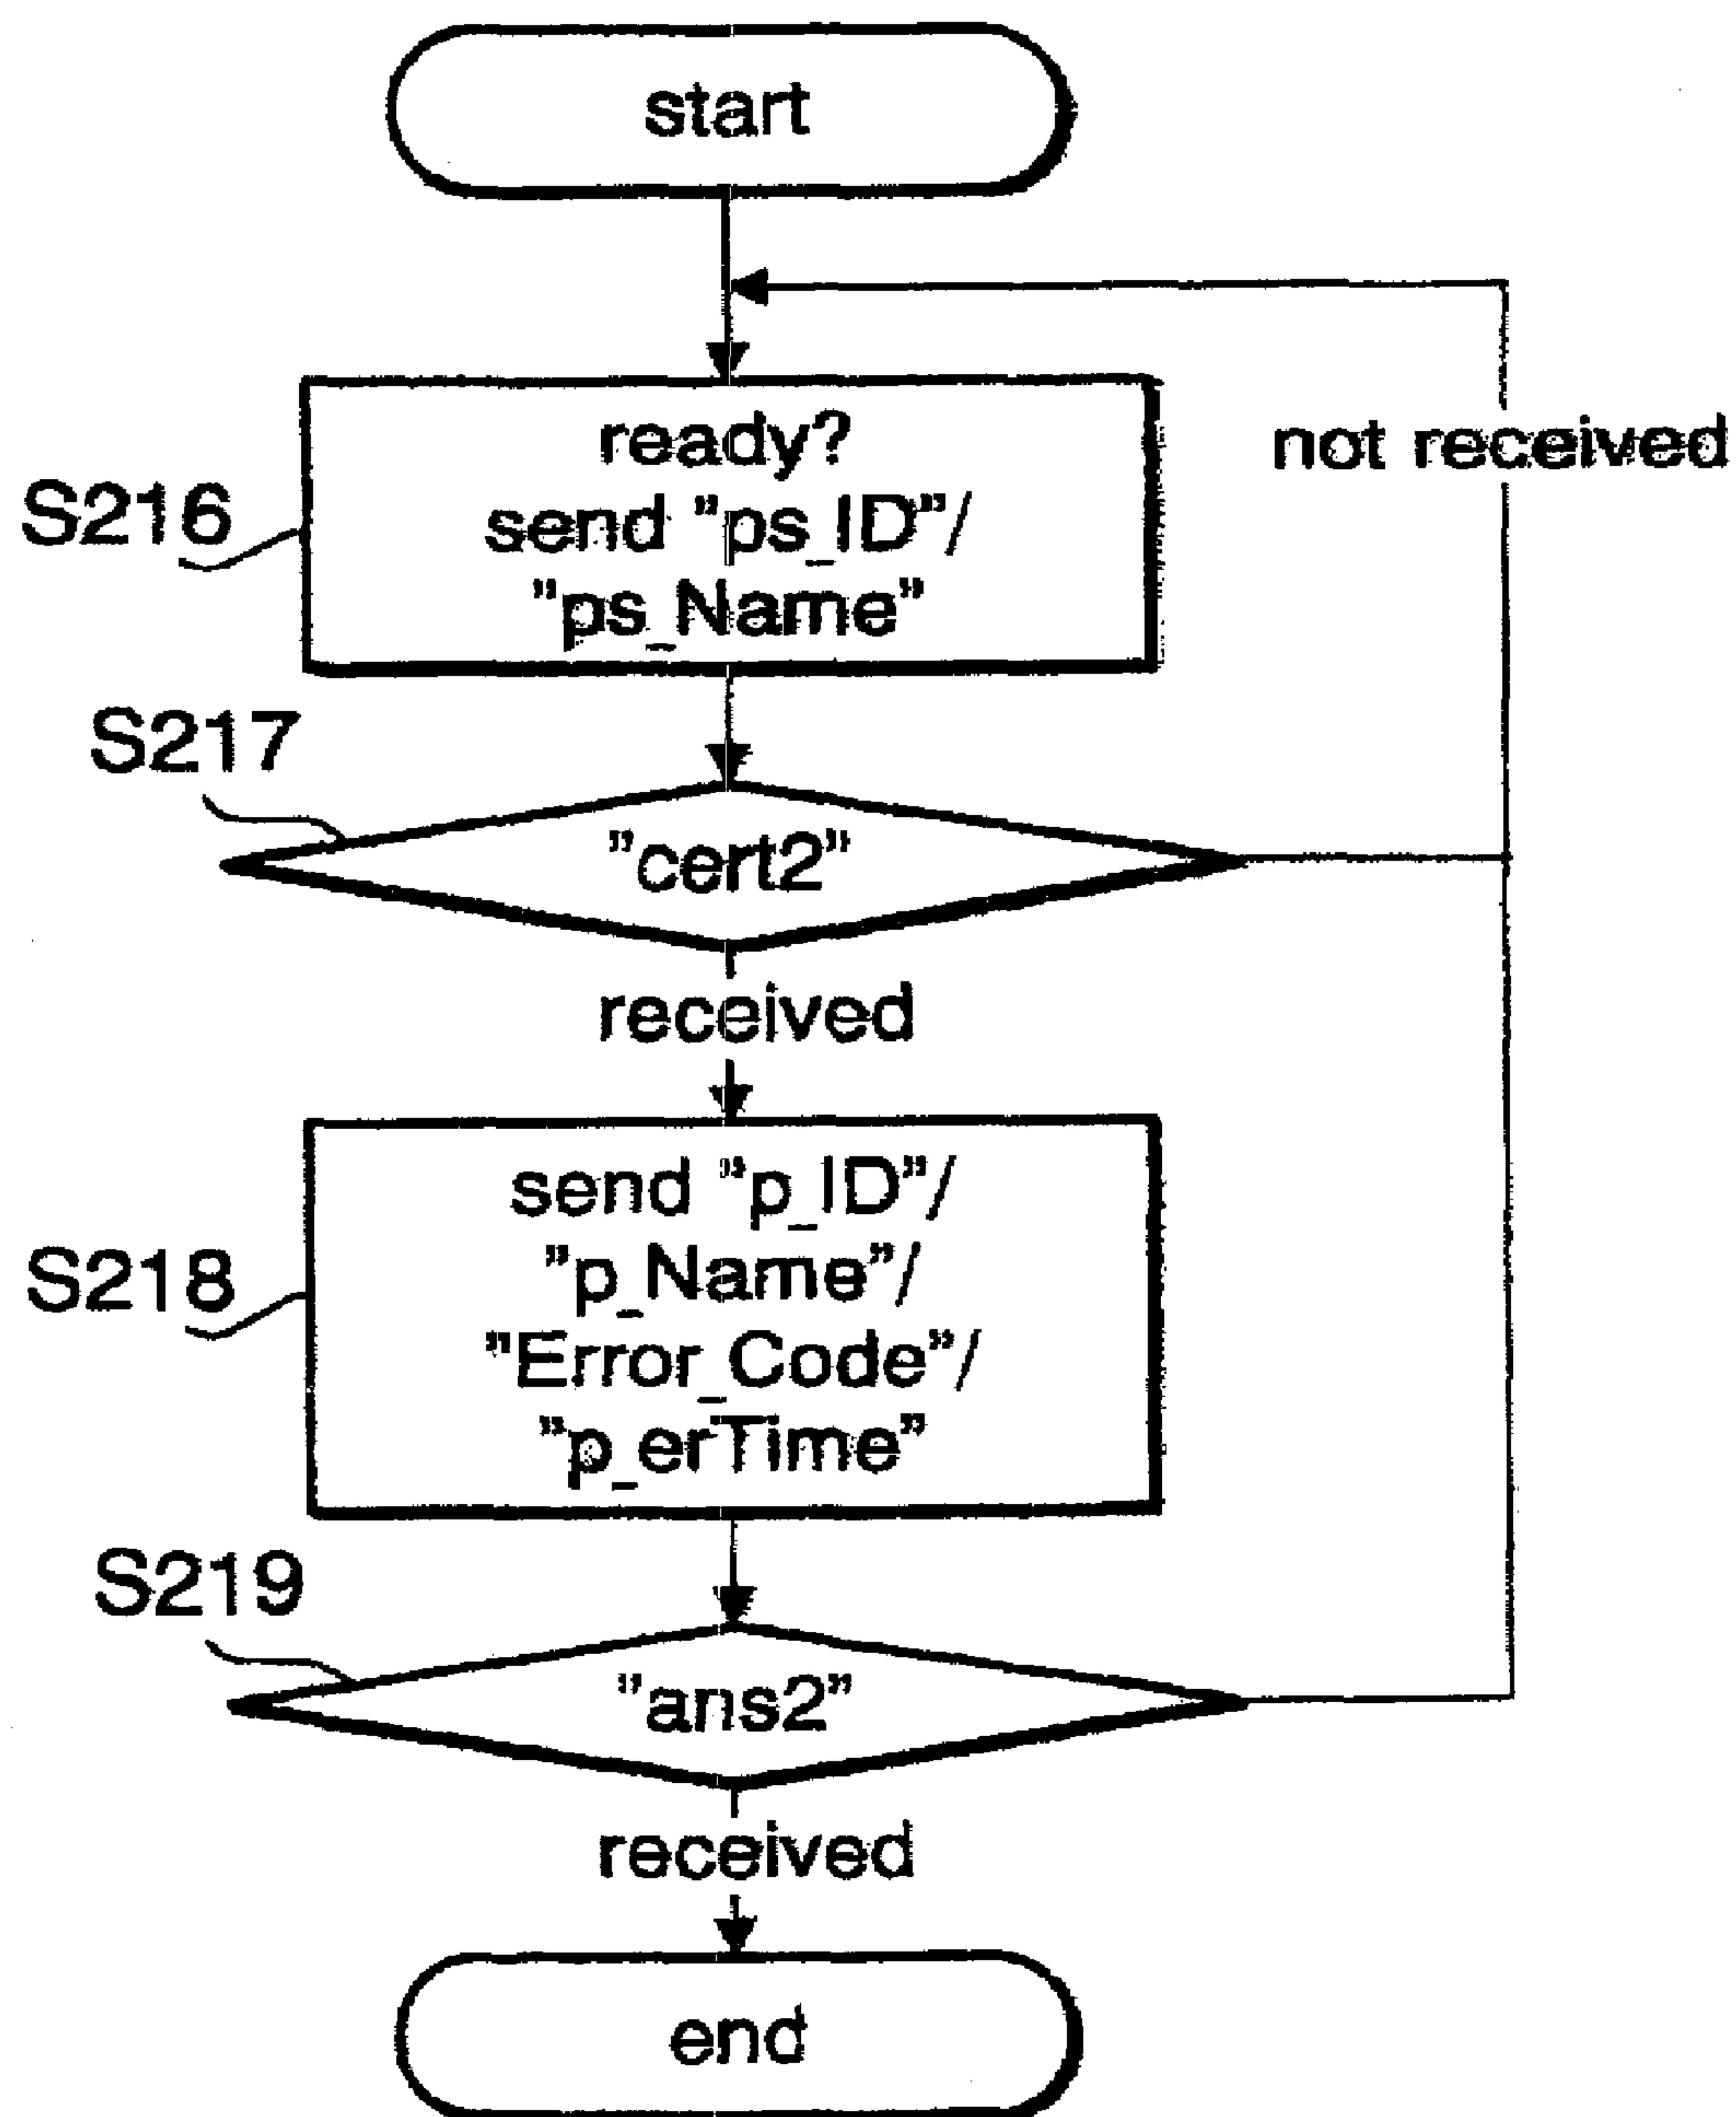 start
ready?
not received
S216
send "ps_ID"/
"ps_Name"
S217
"cert2"
received
send "p_ID"/
S218
"p_Name"/
"Error_Code"/
"p_erTime"
S219
"ans2"
received
end